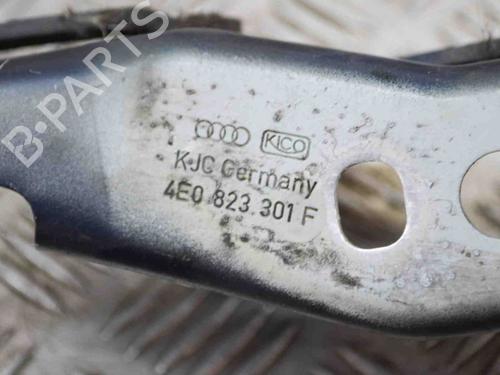 B-PARTS
KICO
KJC Germany
4E0 823 301 F